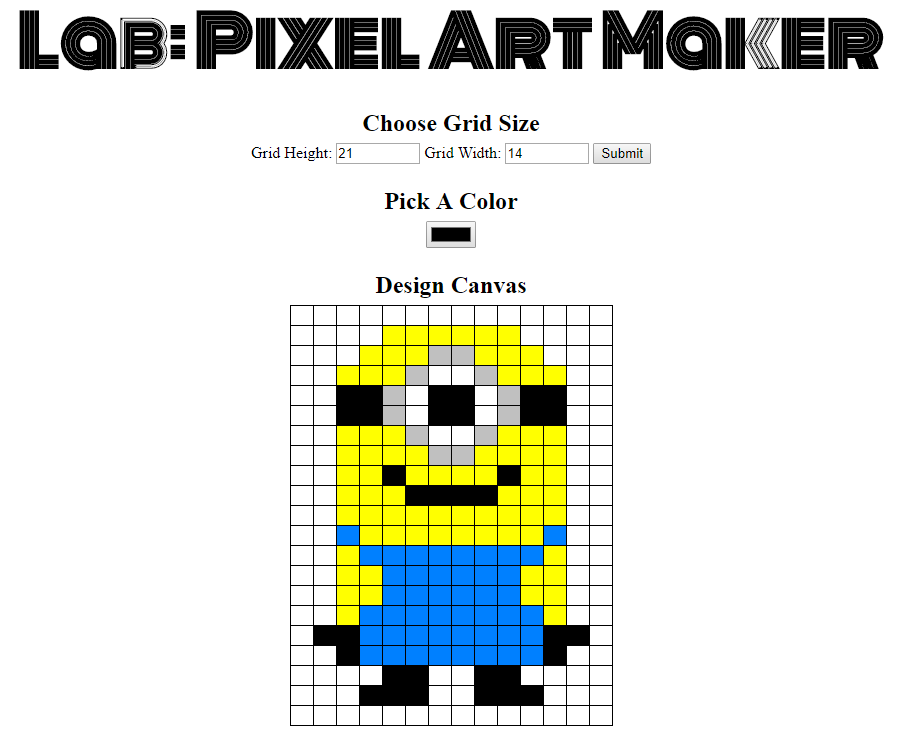 Lab: Pixel Art Maker
Choose Grid Size
Grid Height: 21 Grid Width: 14 Submit
Pick A Color
Design Canvas